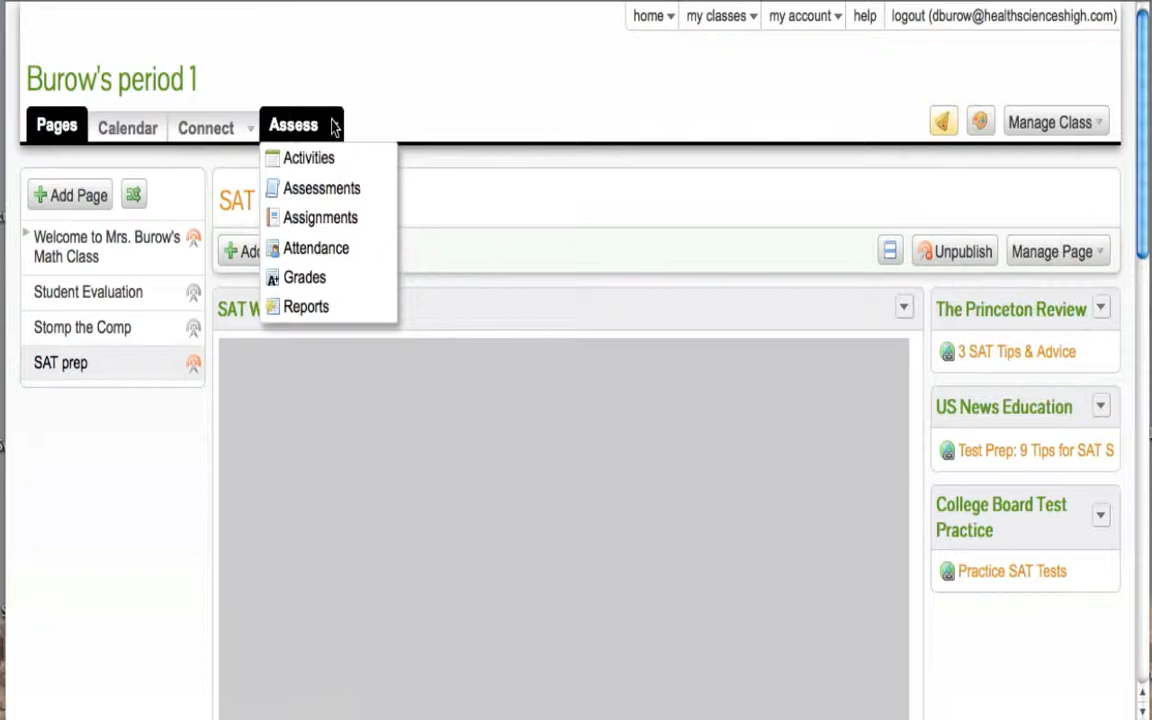 home my classes my account help logout (dburow@healthscienceshigh.com)
Burow's period 1
Pages Calendar Connect Assess Manage Class
Activities
Assessments
Assignments
Attendance
Grades
Reports
Add Page
Welcome to Mrs. Burow's
Math Class
Student Evaluation
Stomp the Comp
SAT prep
SAT
Unpublish Manage Page
SAT
The Princeton Review
3 SAT Tips & Advice
US News Education
Test Prep: 9 Tips for SAT S
College Board Test
Practice
Practice SAT Tests